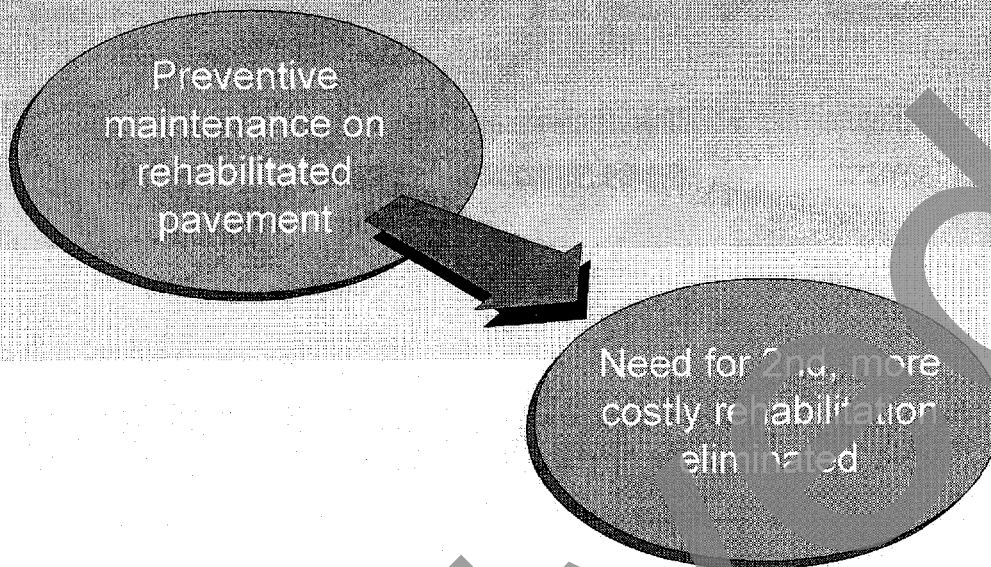 Preventive
maintenance on
rehabilitated
pavement
Need for 2nd, more
costly rehabilitation
eliminated